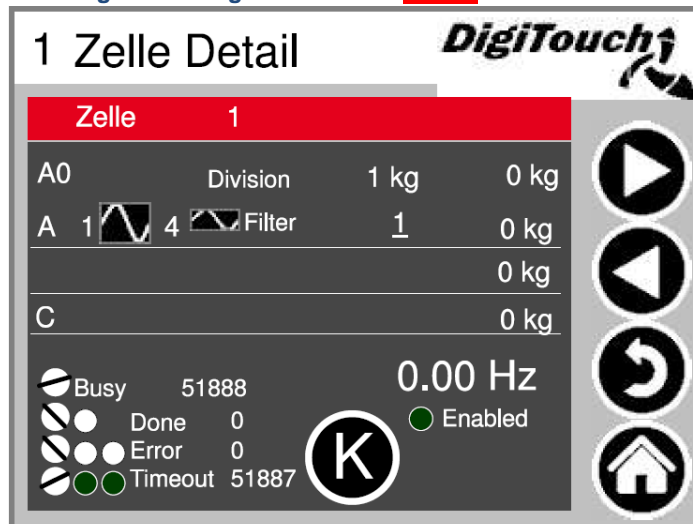 1 Zelle Detail
DigiTouch
Zelle 1
A0 Division 1 kg 0 kg
A 1 4 Filter 1 0 kg
0 kg
C 0 kg
0.00 Hz
Busy 51888
Enabled
Done 0
Error 0
Timeout 51887
K